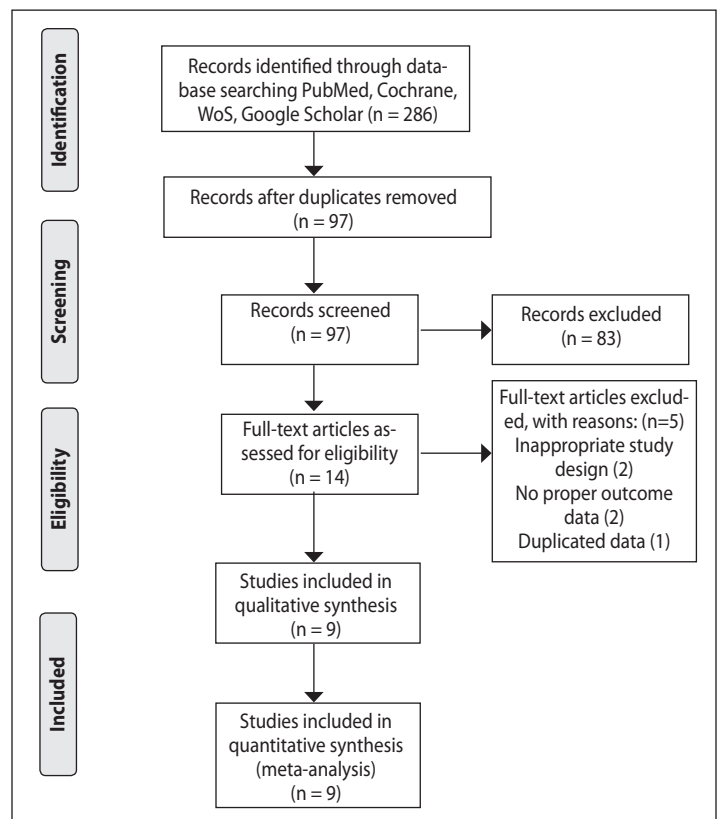 Identification
Records identified through data-
base searching PubMed, Cochrane,
WoS, Google Scholar (n = 286)
Records after duplicates removed
(n = 97)
Screening
Records screened
(n = 97)
Records excluded
(n = 83)
Eligibility
Full-text articles as-
sessed for eligibility
(n = 14)
Full-text articles exclud-
ed, with reasons: (n=5)
Inappropriate study
design (2)
No proper outcome
data (2)
Duplicated data (1)
Studies included in
qualitative synthesis
(n = 9)
Included
Studies included in
quantitative synthesis
(meta-analysis)
(n = 9)